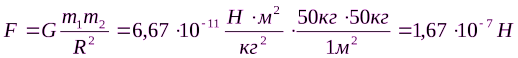 F = G m₁m₂ / R² = 6,67 · 10⁻¹¹ Н · м² / кг² · 50кг · 50кг / 1м² = 1,67 · 10⁻⁷ Н